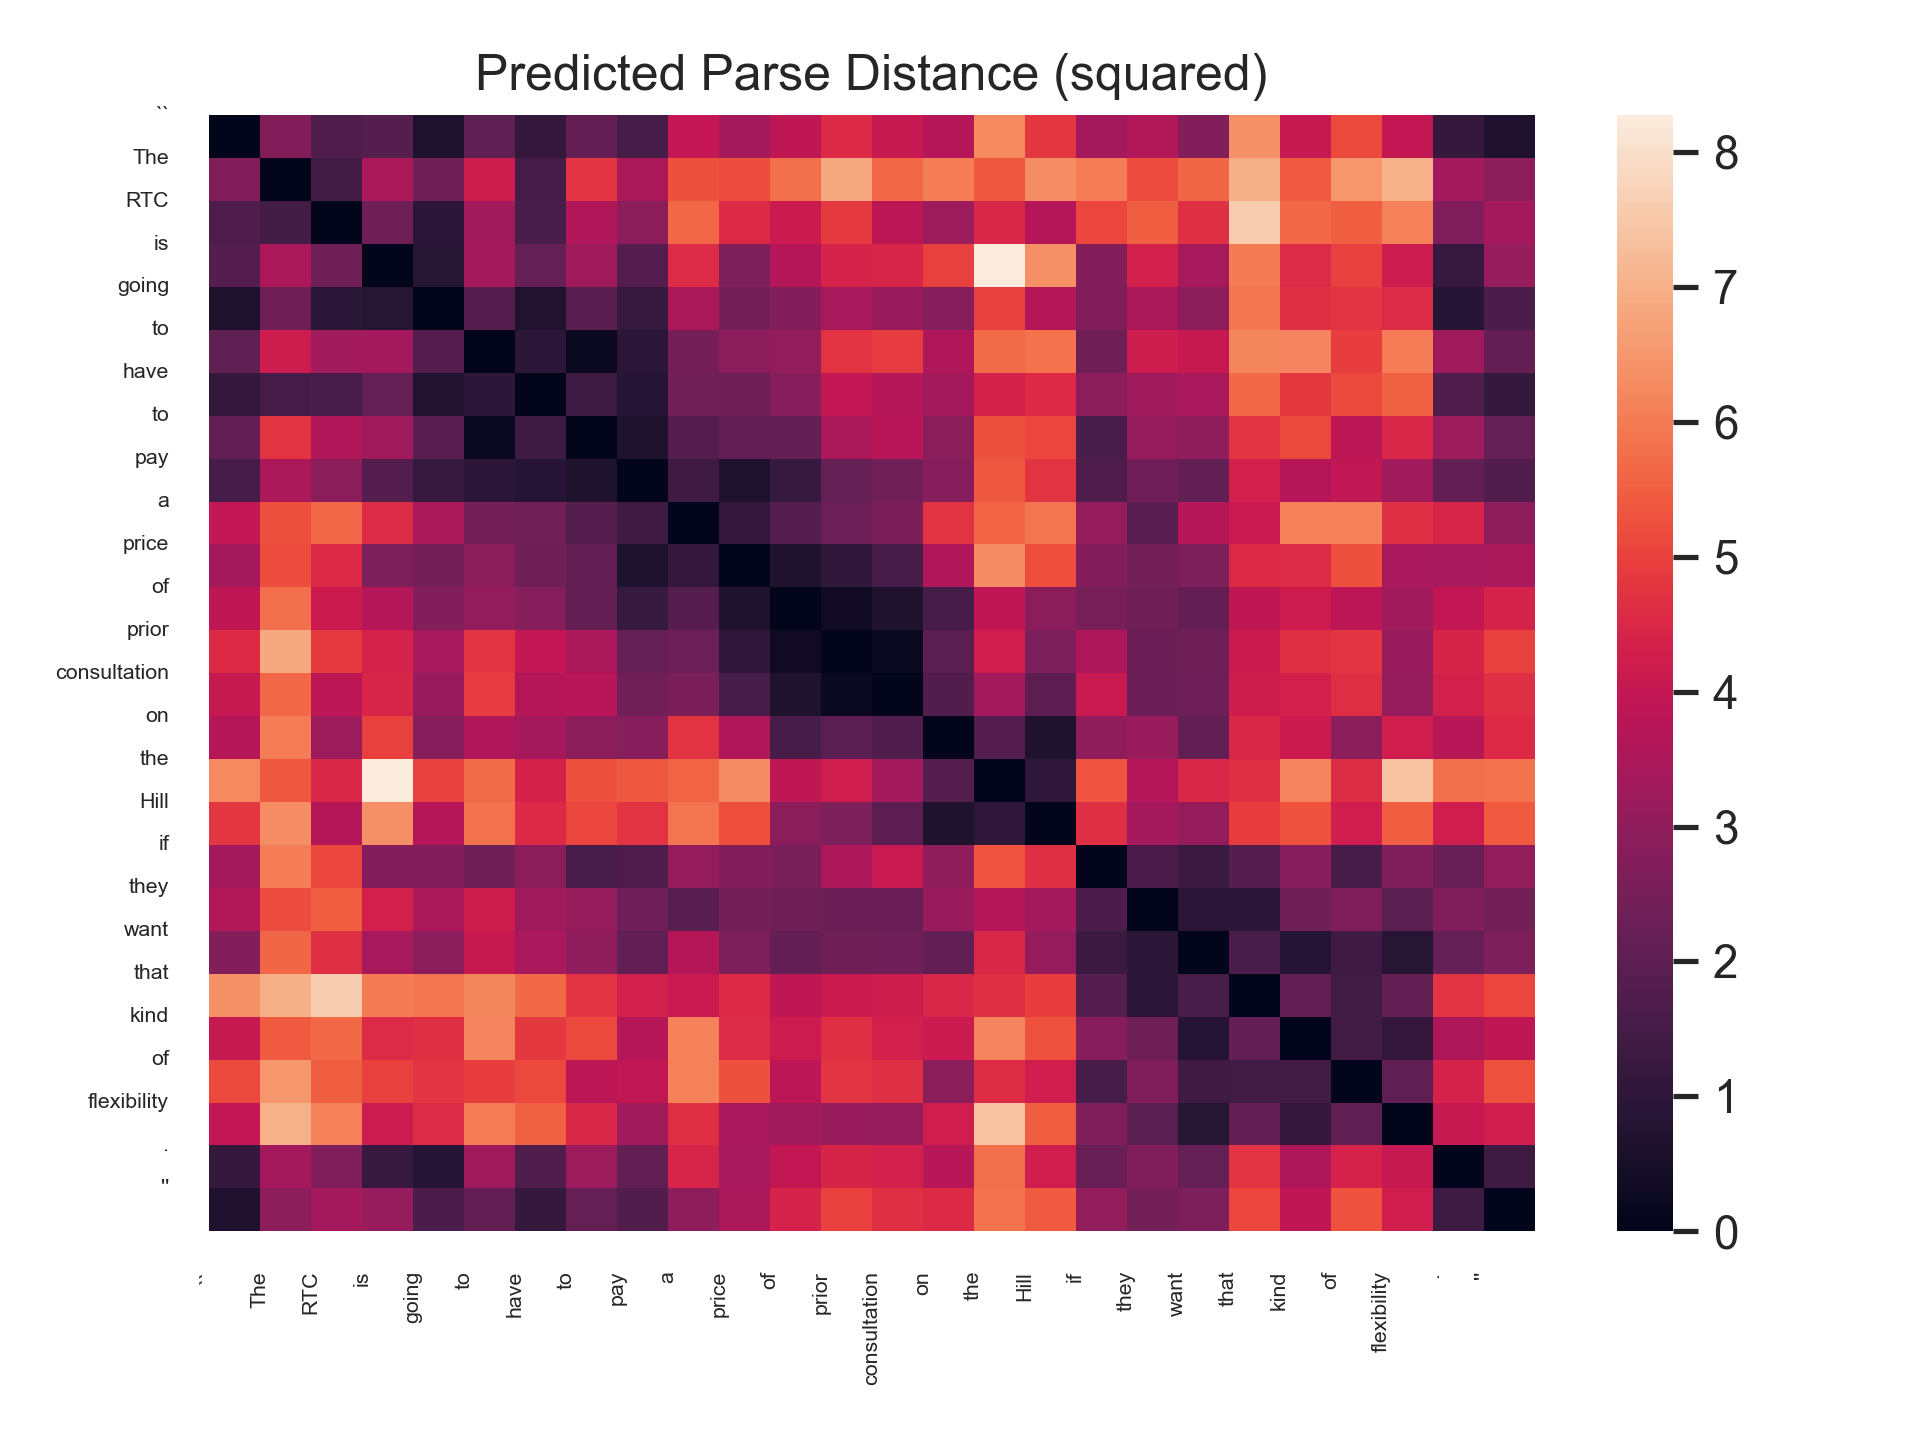 Predicted Parse Distance (squared)
``
The
RTC
is
going
to
have
to
pay
a
price
of
prior
consultation
on
the
Hill
if
they
want
that
kind
of
flexibility
.
''
8
7
6
5
4
3
2
1
0
`` The RTC is going to have to pay a price of prior consultation on the Hill if they want that kind of flexibility . ''